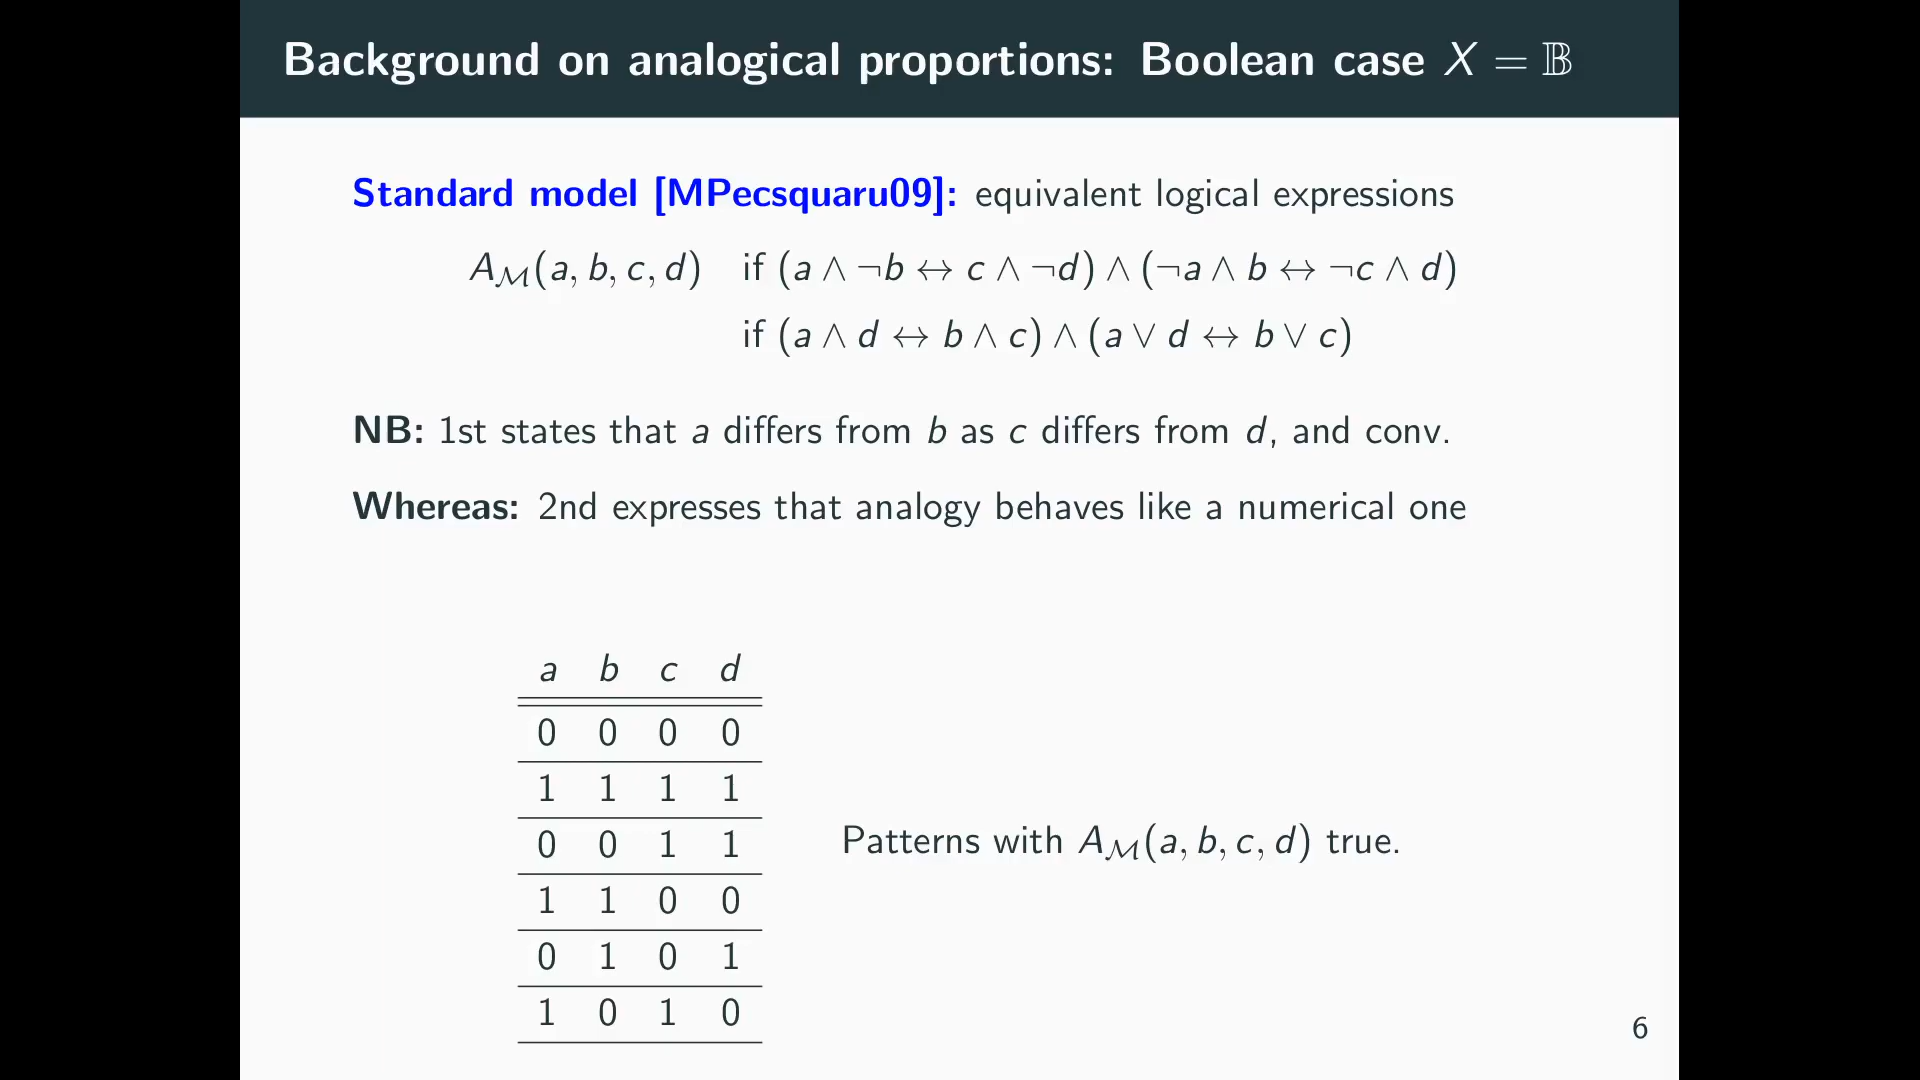 Background on analogical proportions: Boolean case X = 𝔹
Standard model [MPecsquaru09]: equivalent logical expressions
A_ℳ(a, b, c, d) if (a ∧ ¬b ↔ c ∧ ¬d) ∧ (¬a ∧ b ↔ ¬c ∧ d)
if (a ∧ d ↔ b ∧ c) ∧ (a ∨ d ↔ b ∨ c)
NB: 1st states that a differs from b as c differs from d, and conv.
Whereas: 2nd expresses that analogy behaves like a numerical one
a b c d
0 0 0 0
1 1 1 1
0 0 1 1
1 1 0 0
0 1 0 1
1 0 1 0
Patterns with A_ℳ(a, b, c, d) true.
6